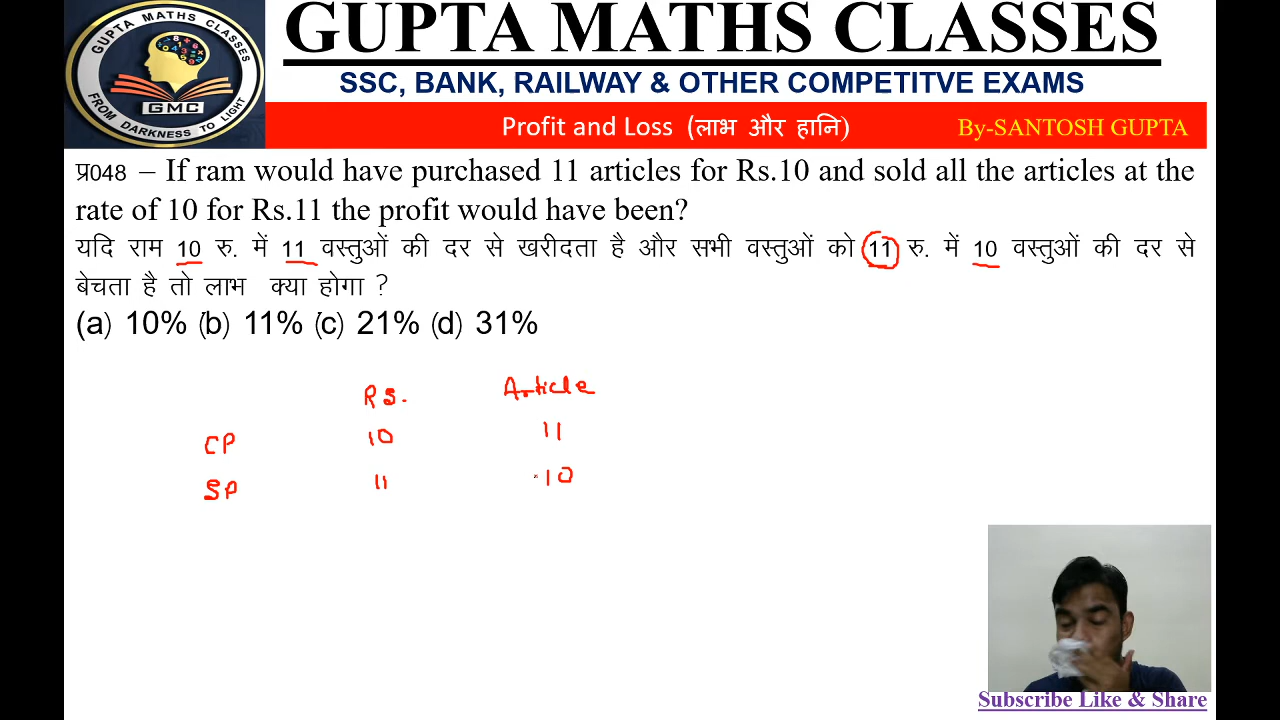 GUPTA MATHS CLASSES
GUPTA MATHS CLASSES
GMC
FROM DARKNESS TO LIGHT
SSC, BANK, RAILWAY & OTHER COMPETITVE EXAMS
Profit and Loss (लाभ और हानि)
By-SANTOSH GUPTA
प्र048 – If ram would have purchased 11 articles for Rs.10 and sold all the articles at the
rate of 10 for Rs.11 the profit would have been?
यदि राम 10 रु. में 11 वस्तुओं की दर से खरीदता है और सभी वस्तुओं को 11 रु. में 10 वस्तुओं की दर से
बेचता है तो लाभ क्या होगा ?
(a) 10% (b) 11% (c) 21% (d) 31%
Rs. Article
CP 10 11
SP 11 10
Subscribe Like & Share